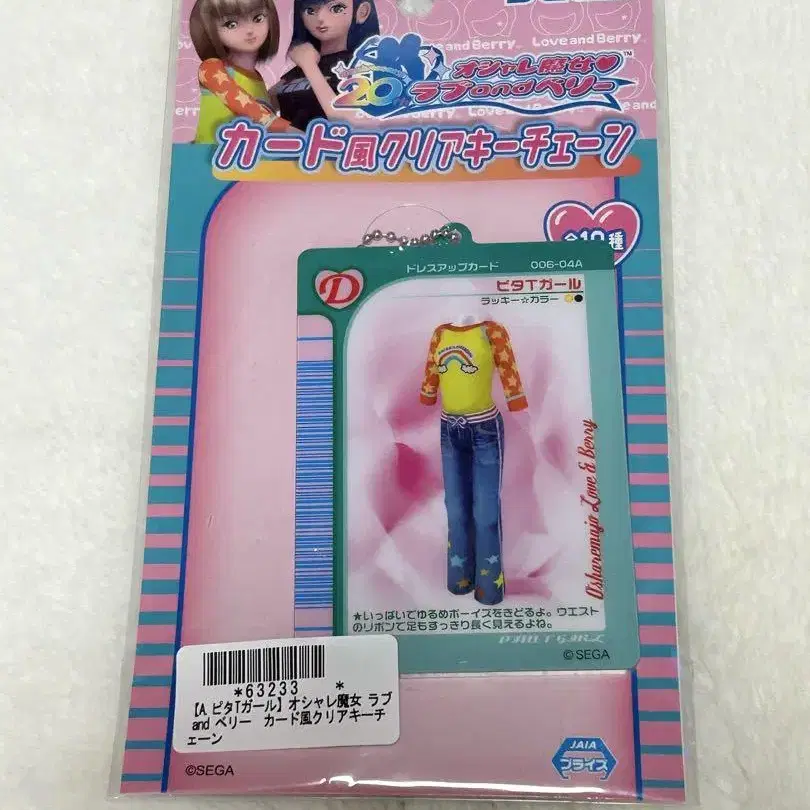 Love and Berry
Love and Berry
20th
オシャレ魔女♥
ラブandベリー™
カード風クリアキーチェーン
全10種
ドレスアップカード 006-04A
D
ピタTガール
ラッキー☆カラー
Osharemajo Love & Berry
★いっぱいでゆるめボーイズをきどるよ。ウエスト
のリボンで足もすっきり長く見えるよね。
©SEGA
*63233 *
【A ピタTガール】オシャレ魔女 ラブ
and ベリー カード風クリアキーチ
ェーン
©SEGA
JAIA
プライズ